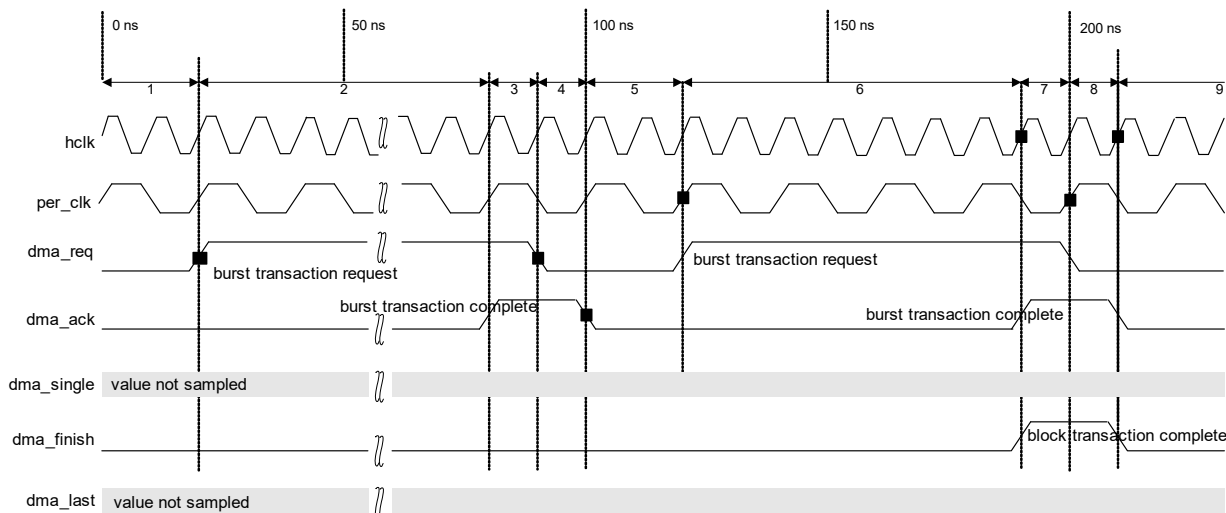 0 ns 50 ns 100 ns 150 ns 200 ns
1 2 3 4 5 6 7 8 9
hclk
per_clk
dma_req
burst transaction request burst transaction request
burst transaction complete burst transaction complete
dma_ack
dma_single value not sampled
dma_finish block transaction complete
dma_last value not sampled